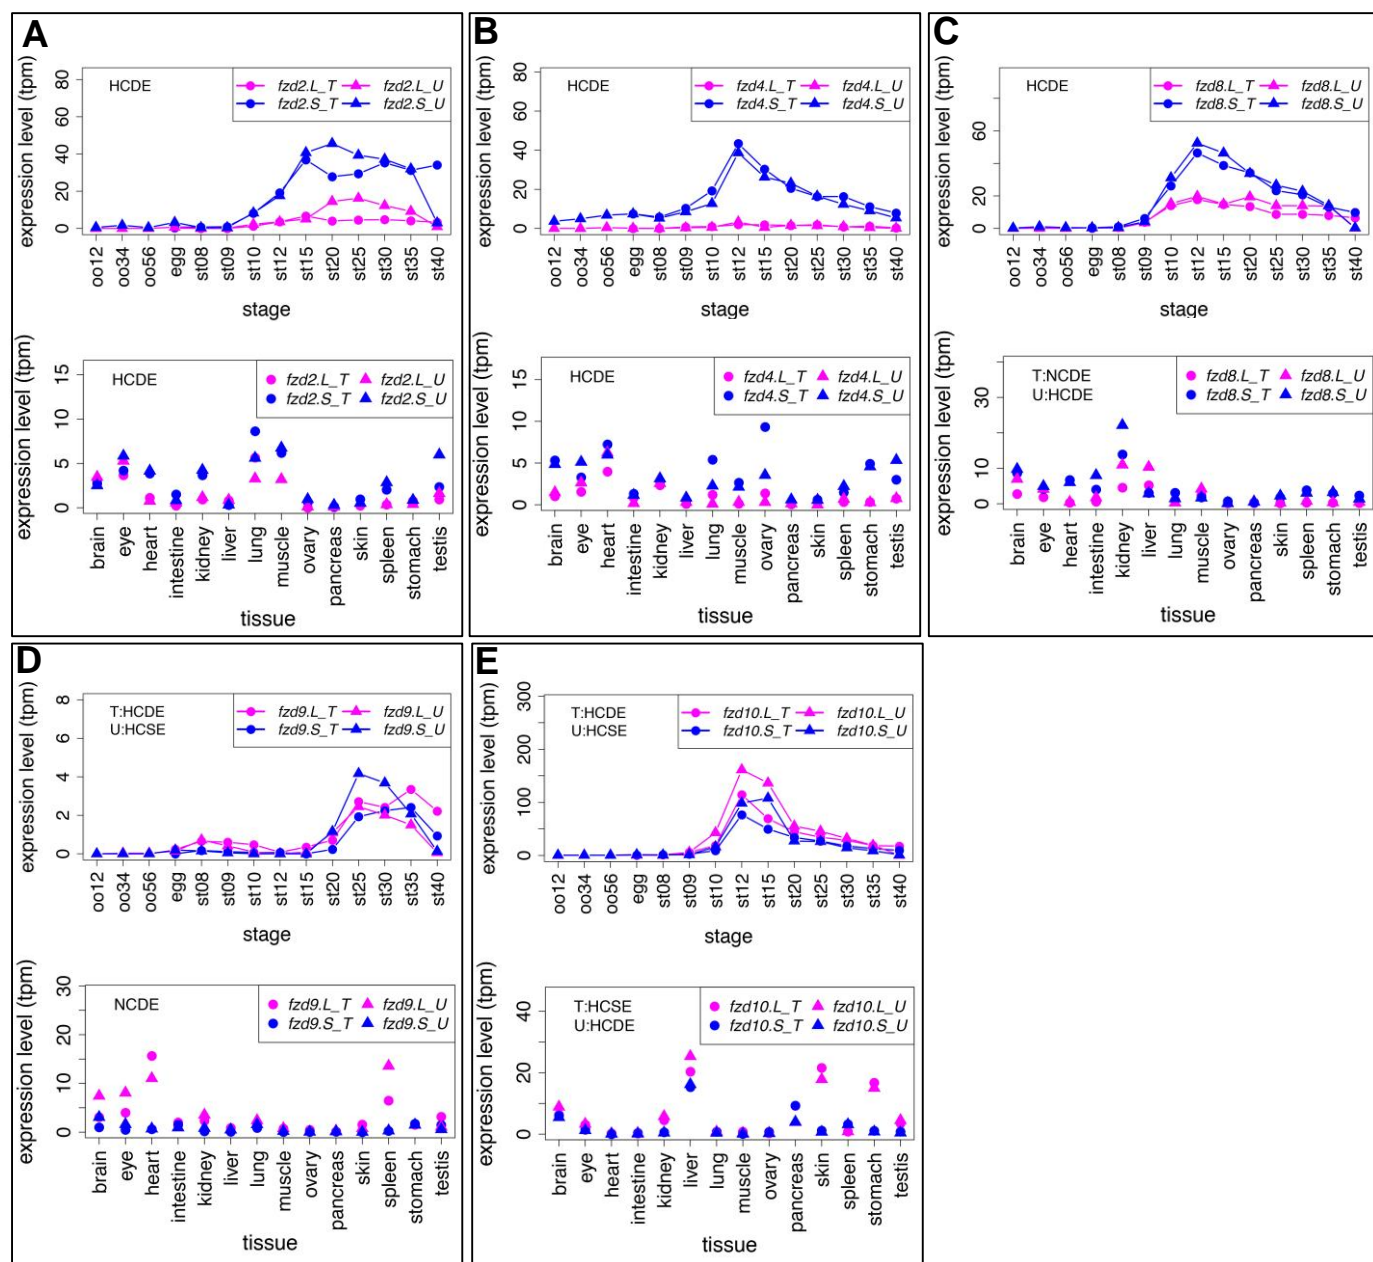 A
expression level (tpm)
80
60
40
20
0
HCDE
fzd2.L_T fzd2.L_U
fzd2.S_T fzd2.S_U
oo12 oo34 oo56 egg st08 st09 st10 st12 st15 st20 st25 st30 st35 st40
stage
expression level (tpm)
15
10
5
0
HCDE
fzd2.L_T fzd2.L_U
fzd2.S_T fzd2.S_U
brain eye heart intestine kidney liver lung muscle ovary pancreas skin spleen stomach testis
tissue
B
expression level (tpm)
80
60
40
20
0
HCDE
fzd4.L_T fzd4.L_U
fzd4.S_T fzd4.S_U
oo12 oo34 oo56 egg st08 st09 st10 st12 st15 st20 st25 st30 st35 st40
stage
expression level (tpm)
15
10
5
0
HCDE
fzd4.L_T fzd4.L_U
fzd4.S_T fzd4.S_U
brain eye heart intestine kidney liver lung muscle ovary pancreas skin spleen stomach testis
tissue
C
expression level (tpm)
60
20
0
HCDE
fzd8.L_T fzd8.L_U
fzd8.S_T fzd8.S_U
oo12 oo34 oo56 egg st08 st09 st10 st12 st15 st20 st25 st30 st35 st40
stage
expression level (tpm)
30
10
0
T:NCDE
U:HCDE
fzd8.L_T fzd8.L_U
fzd8.S_T fzd8.S_U
brain eye heart intestine kidney liver lung muscle ovary pancreas skin spleen stomach testis
tissue
D
expression level (tpm)
8
6
4
2
0
T:HCDE
U:HCSE
fzd9.L_T fzd9.L_U
fzd9.S_T fzd9.S_U
oo12 oo34 oo56 egg st08 st09 st10 st12 st15 st20 st25 st30 st35 st40
stage
expression level (tpm)
30
20
10
0
NCDE
fzd9.L_T fzd9.L_U
fzd9.S_T fzd9.S_U
brain eye heart intestine kidney liver lung muscle ovary pancreas skin spleen stomach testis
tissue
E
expression level (tpm)
300
200
100
0
T:HCDE
U:HCSE
fzd10.L_T fzd10.L_U
fzd10.S_T fzd10.S_U
oo12 oo34 oo56 egg st08 st09 st10 st12 st15 st20 st25 st30 st35 st40
stage
expression level (tpm)
40
20
0
T:HCSE
U:HCDE
fzd10.L_T fzd10.L_U
fzd10.S_T fzd10.S_U
brain eye heart intestine kidney liver lung muscle ovary pancreas skin spleen stomach testis
tissue